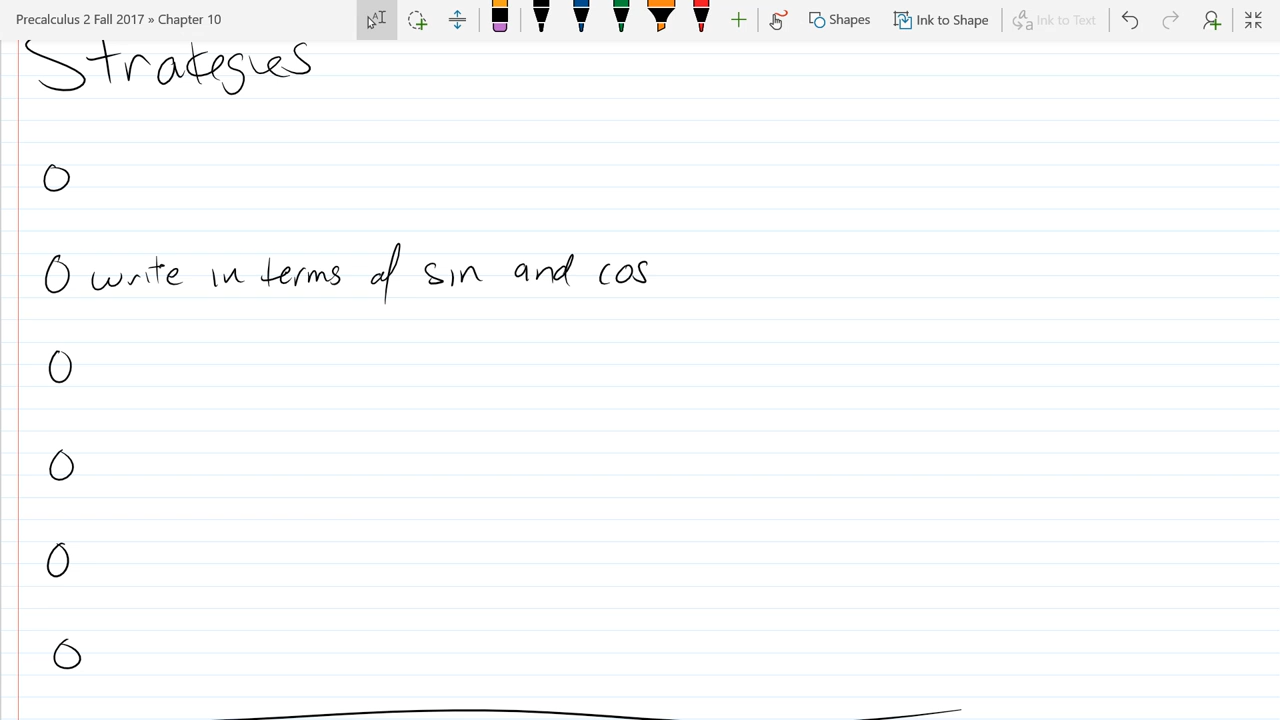 Precalculus 2 Fall 2017 » Chapter 10
Shapes
Ink to Shape
Ink to Text
Strategies
O
O write in terms of sin and cos
O
O
O
O